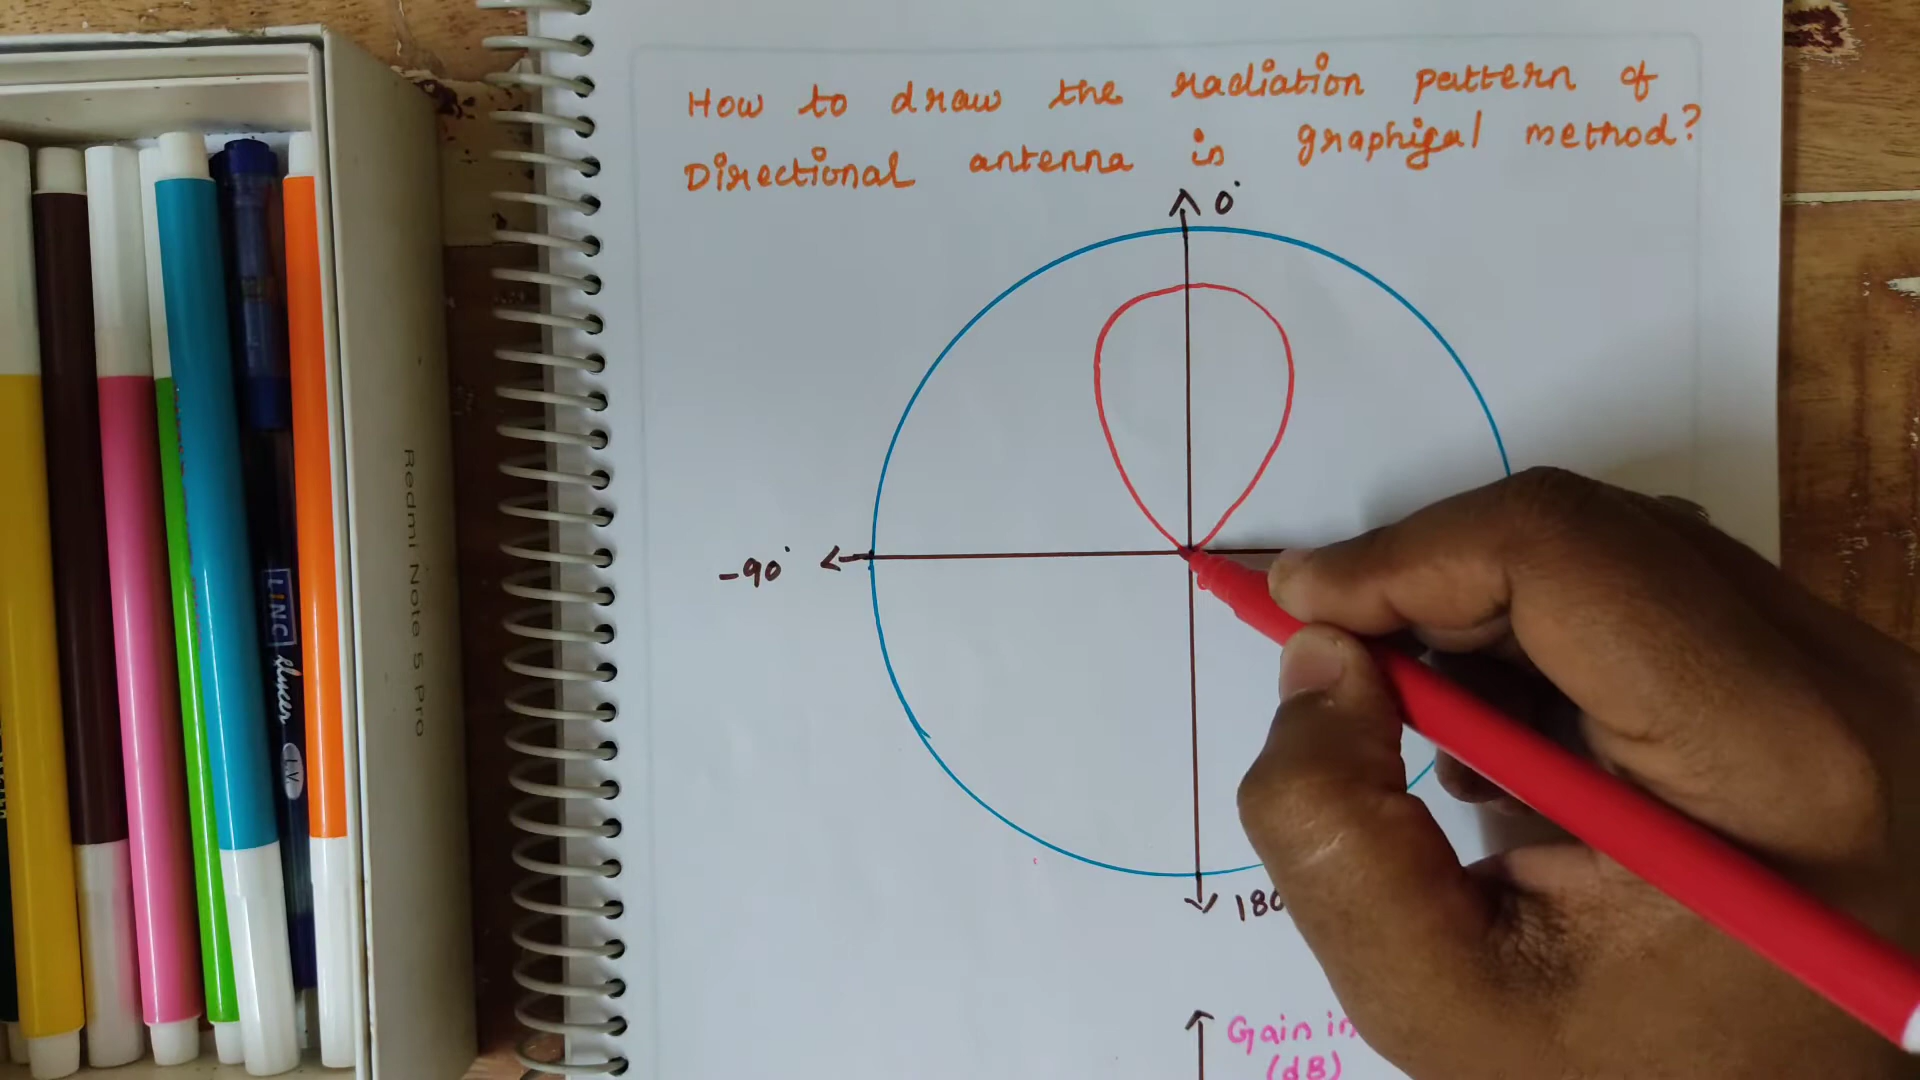 How to draw the radiation pattern of
Directional antenna in graphical method?
0°
-90°
180
Gain in
(dB)
Redmi Note 5 Pro
LINC